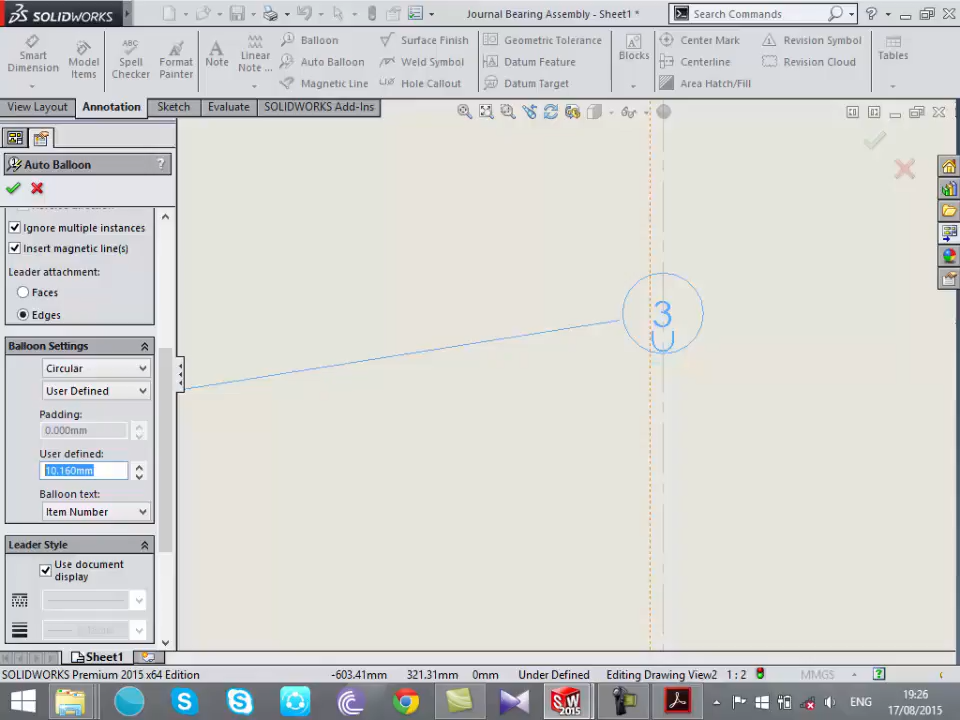 SOLIDWORKS
Journal Bearing Assembly - Sheet1 *
Search Commands
Smart
Dimension
Model
Items
Spell
Checker
Format
Painter
Note
Linear
Note ...
Balloon
Auto Balloon
Magnetic Line
Surface Finish
Weld Symbol
Hole Callout
Geometric Tolerance
Datum Feature
Datum Target
Blocks
Center Mark
Centerline
Area Hatch/Fill
Revision Symbol
Revision Cloud
Tables
View Layout
Annotation
Sketch
Evaluate
SOLIDWORKS Add-Ins
Auto Balloon
?
Ignore multiple instances
Insert magnetic line(s)
Leader attachment:
Faces
Edges
Balloon Settings
Circular
User Defined
Padding:
0.000mm
User defined:
10.160mm
Balloon text:
Item Number
Leader Style
Use document
display
3
Sheet1
SOLIDWORKS Premium 2015 x64 Edition
-603.41mm
321.31mm
0mm
Under Defined
Editing Drawing View2
1 : 2
MMGS
ENG
19:26
17/08/2015